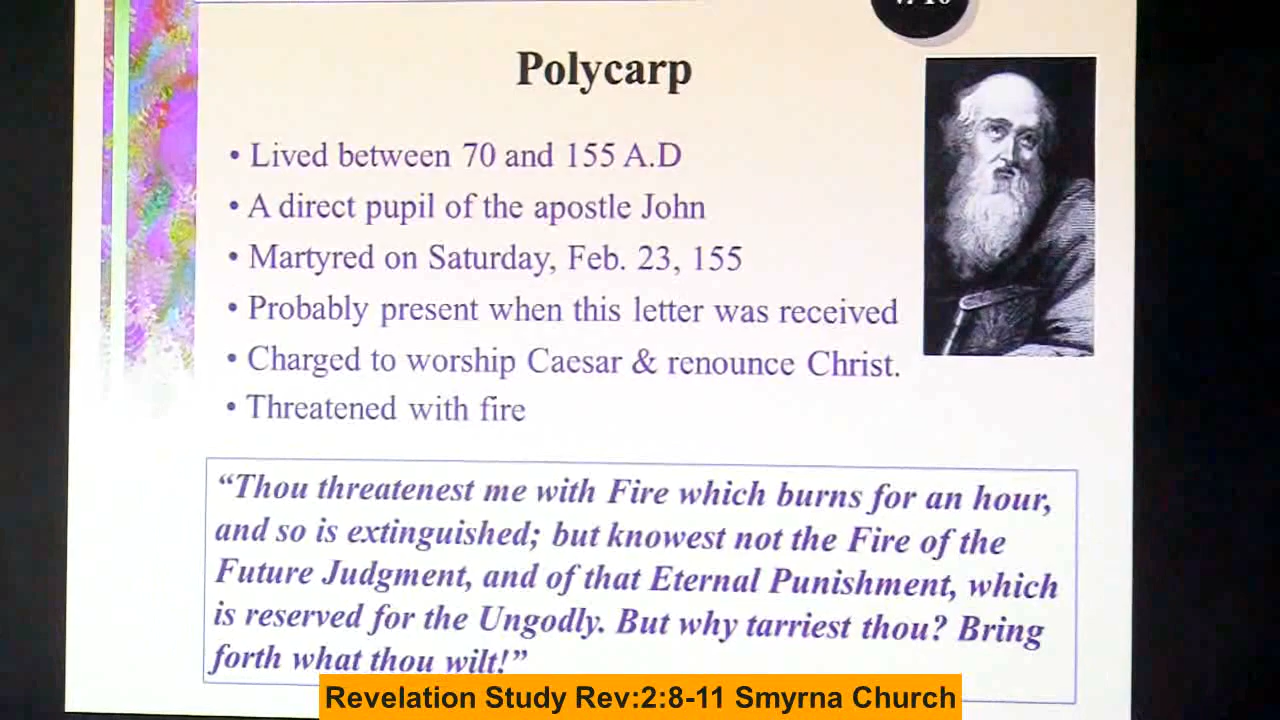 Polycarp
• Lived between 70 and 155 A.D
• A direct pupil of the apostle John
• Martyred on Saturday, Feb. 23, 155
• Probably present when this letter was received
• Charged to worship Caesar & renounce Christ.
• Threatened with fire
“Thou threatenest me with Fire which burns for an hour,
and so is extinguished; but knowest not the Fire of the
Future Judgment, and of that Eternal Punishment, which
is reserved for the Ungodly. But why tarriest thou? Bring
forth what thou wilt!”
Revelation Study Rev:2:8-11 Smyrna Church